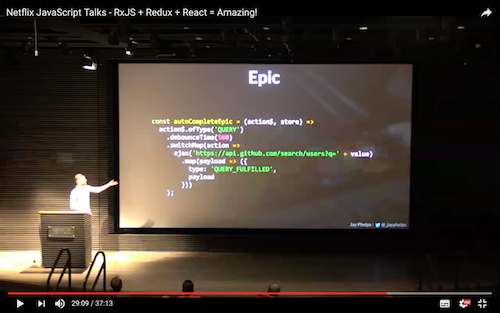 Netflix JavaScript Talks - RxJS + Redux + React = Amazing!
Epic
const autoCompleteEpic = (action$, store) =>
action$.ofType('QUERY')
.debounceTime(500)
.switchMap(action =>
ajax('https://api.github.com/search/users?q=' + value)
.map(payload => ({
type: 'QUERY_FULFILLED',
payload
}))
);
Jay Phelps | @_jayphelps
29:09 / 37:13